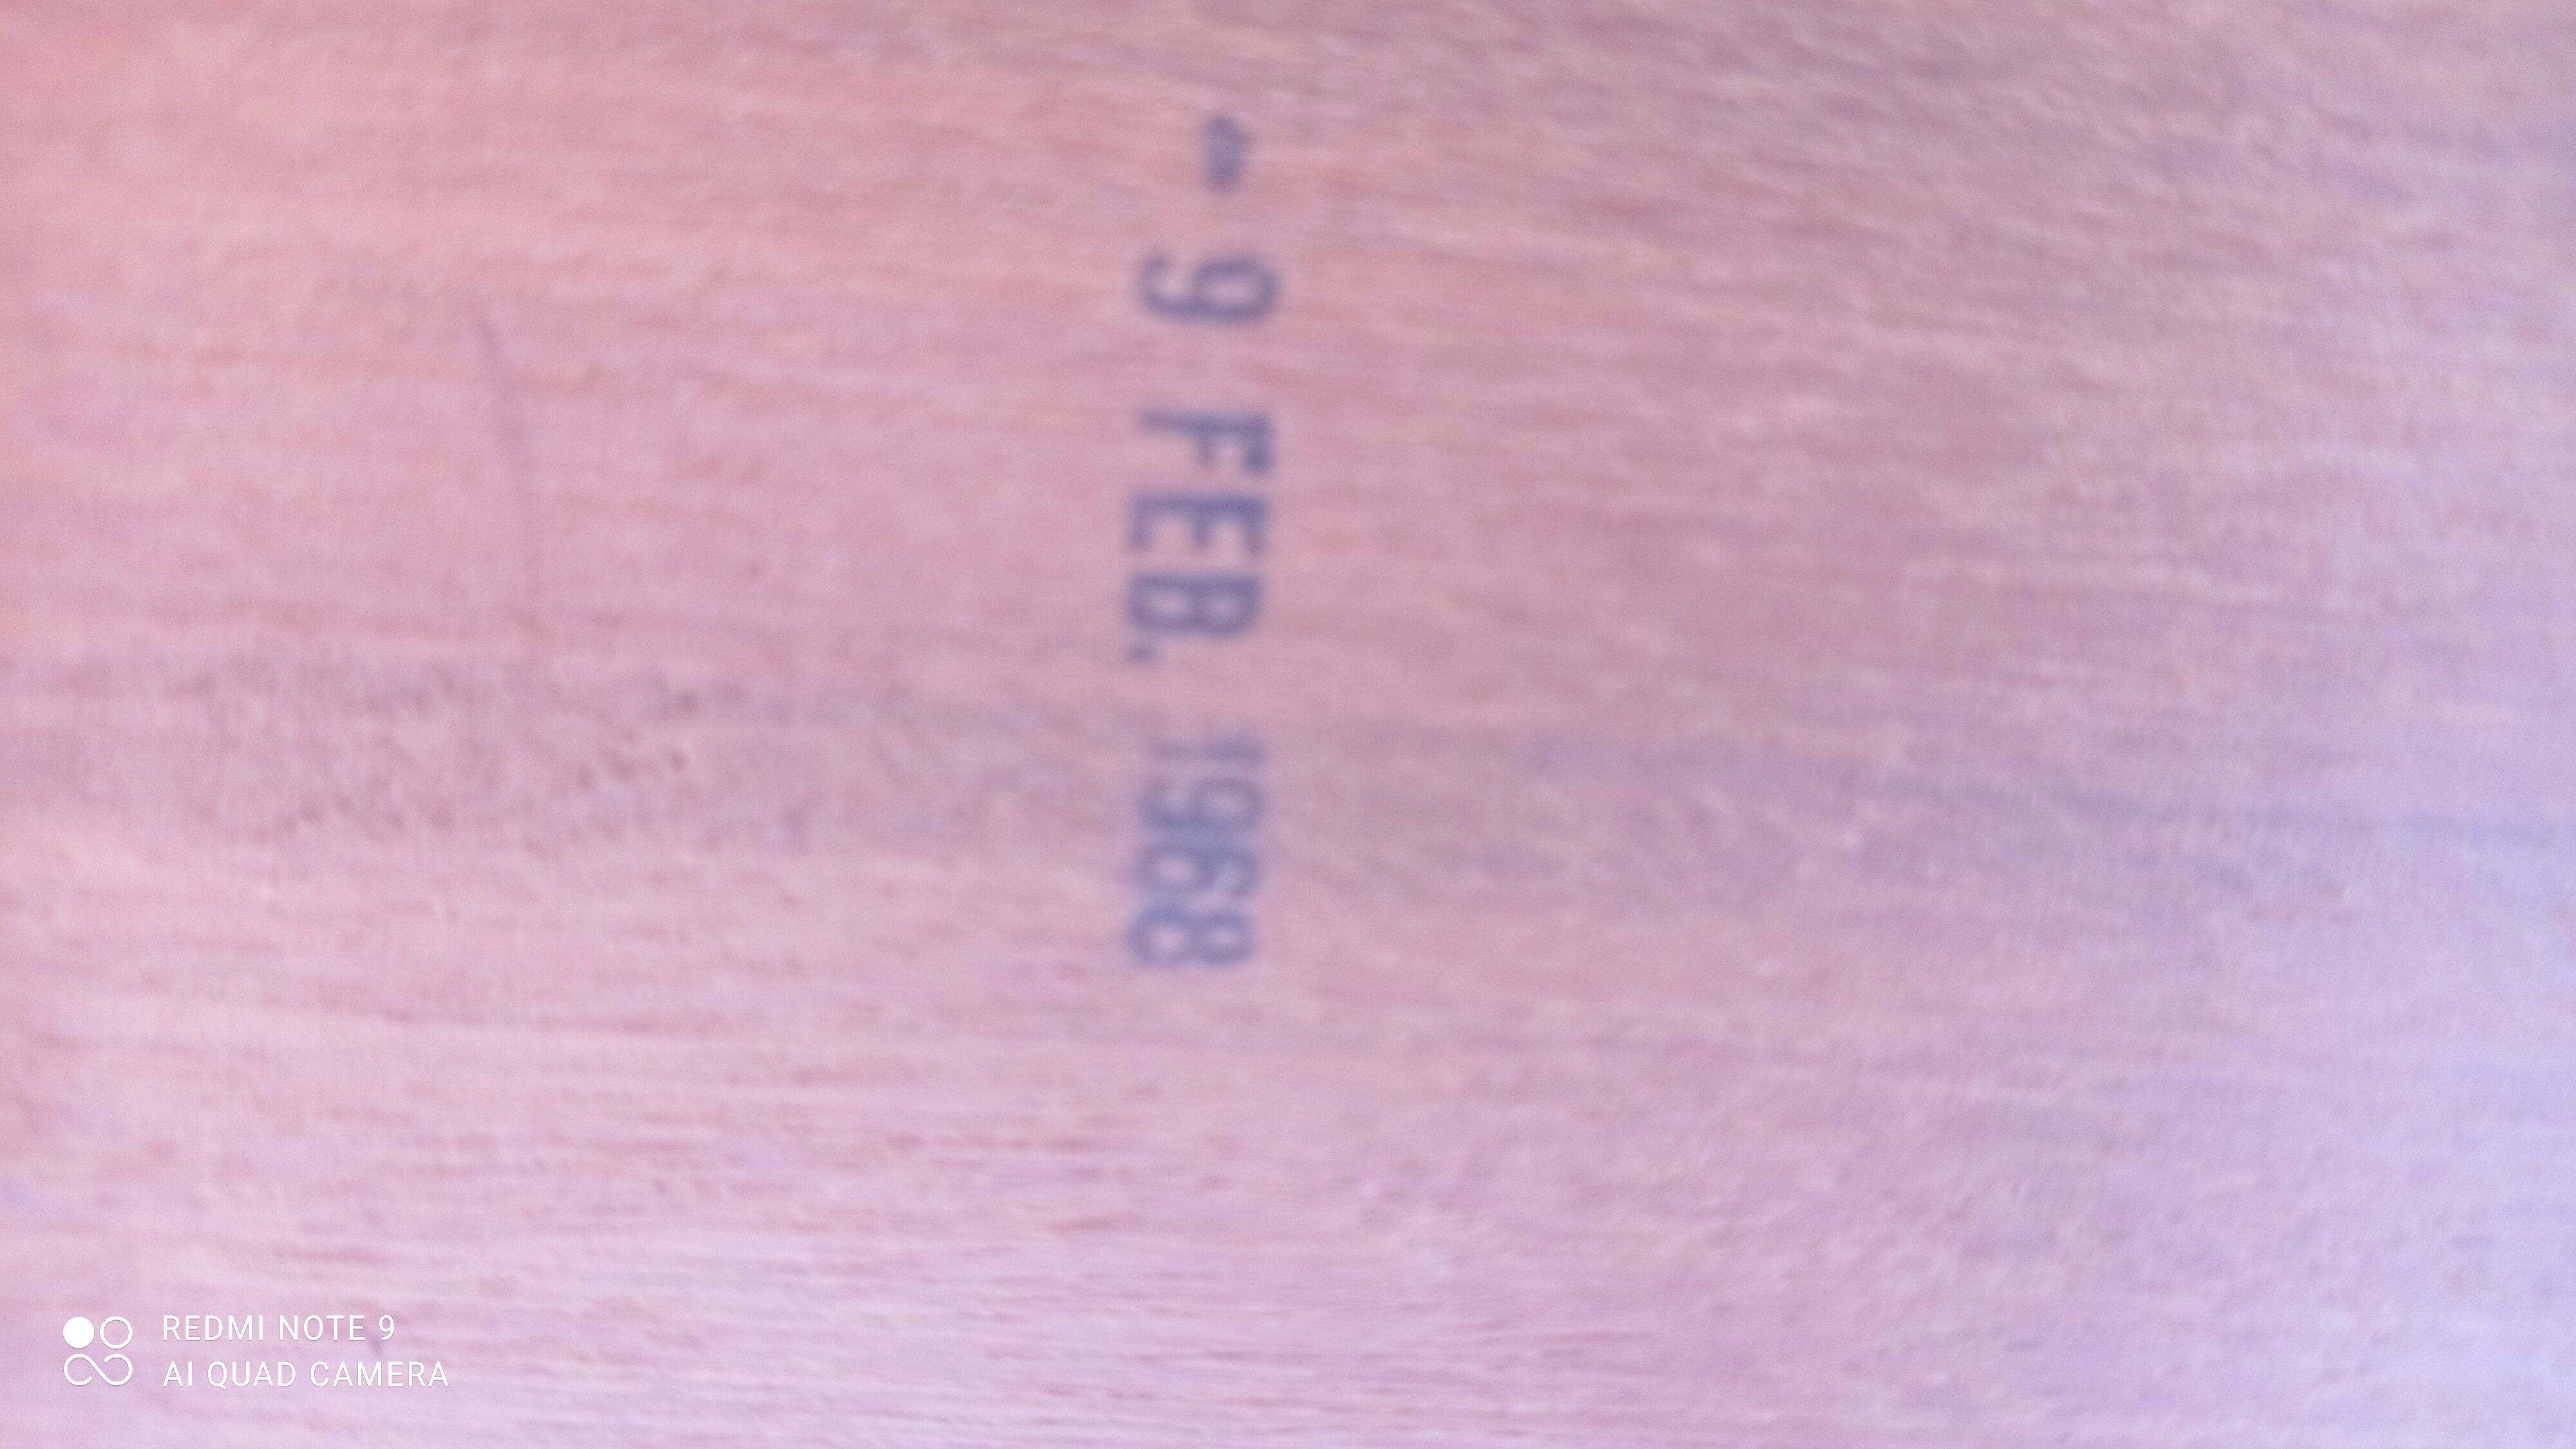 - 9 FEB. 1968
REDMI NOTE 9
AI QUAD CAMERA